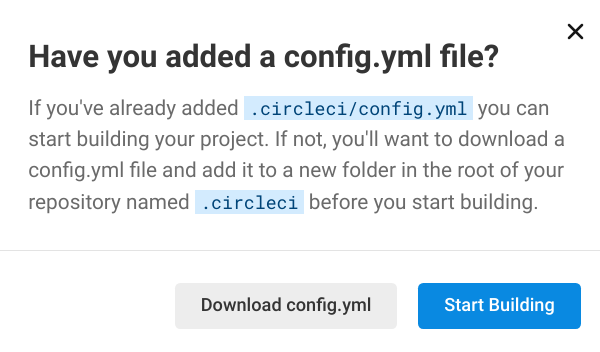 Have you added a config.yml file?
If you've already added .circleci/config.yml you can
start building your project. If not, you'll want to download a
config.yml file and add it to a new folder in the root of your
repository named .circleci before you start building.
Download config.yml
Start Building